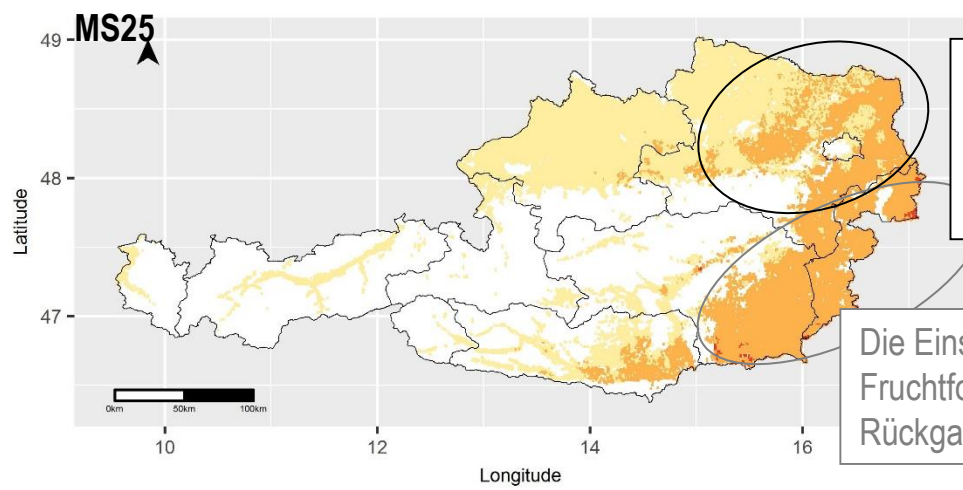 MS25
49
48
47
Latitude
0km 50km 100km
10 12 14 16
Longitude
Die Eins
Fruchtfo
Rückga